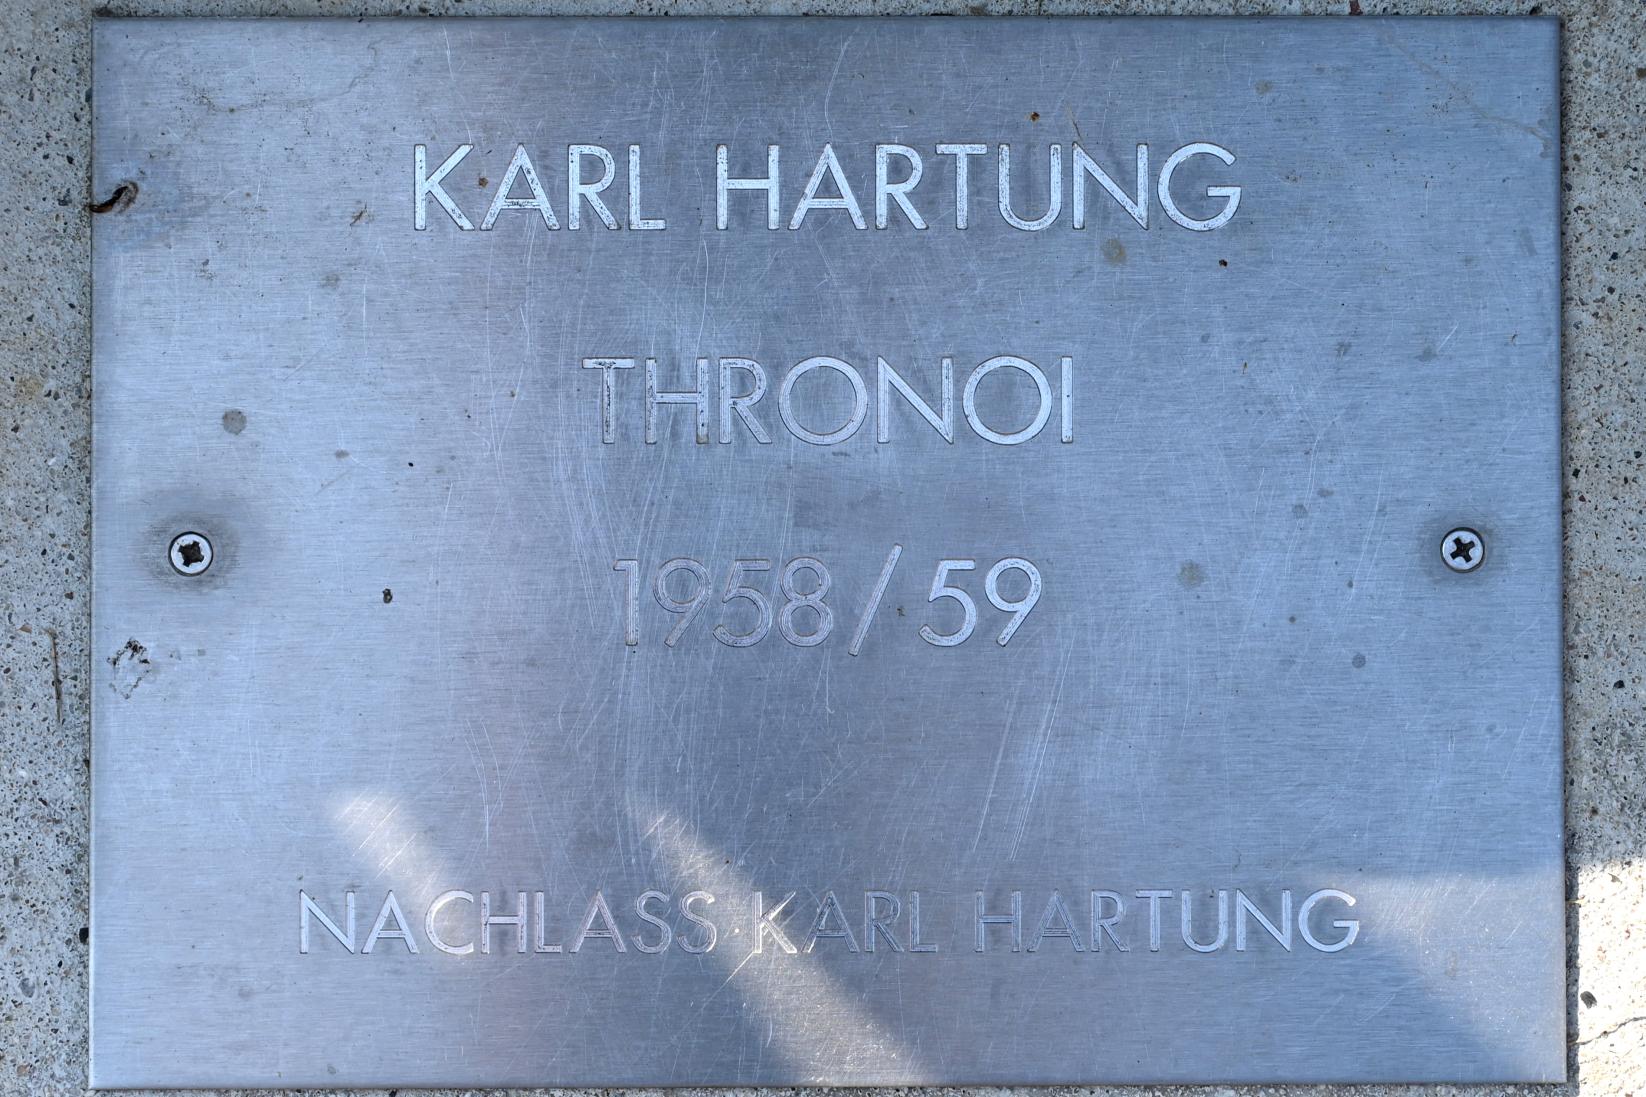 KARL HARTUNG
THRONOI
1958/59
NACHLASS KARL HARTUNG